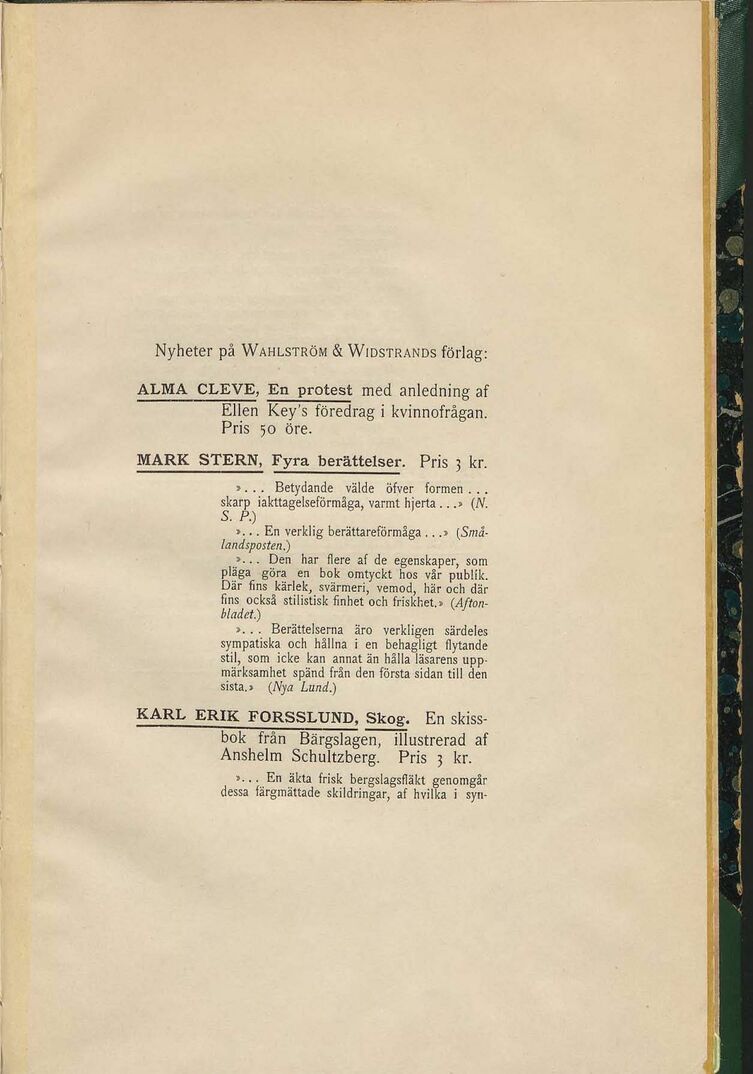 Nyheter på WAHLSTRÖM & WIDSTRANDS förlag:
ALMA CLEVE, En protest med anledning af
Ellen Key's föredrag i kvinnofrågan.
Pris 50 öre.
MARK STERN, Fyra berättelser. Pris 3 kr.
». . . Betydande välde öfver formen . . .
skarp iakttagelseförmåga, varmt hjerta . . .» (N.
S. P.)
». . . En verklig berättareförmåga . . .» (Små-
landsposten.)
». . . Den har flere af de egenskaper, som
pläga göra en bok omtyckt hos vår publik.
Där fins kärlek, svärmeri, vemod, här och där
fins också stilistisk finhet och friskhet.» (Afton-
bladet.)
». . . Berättelserna äro verkligen särdeles
sympatiska och hållna i en behagligt flytande
stil, som icke kan annat än hålla läsarens upp-
märksamhet spänd från den första sidan till den
sista.» (Nya Lund.)
KARL ERIK FORSSLUND, Skog. En skiss-
bok från Bärgslagen, illustrerad af
Anshelm Schultzberg. Pris 3 kr.
». . . En äkta frisk bergslagsfläkt genomgår
dessa färgmättade skildringar, af hvilka i syn-